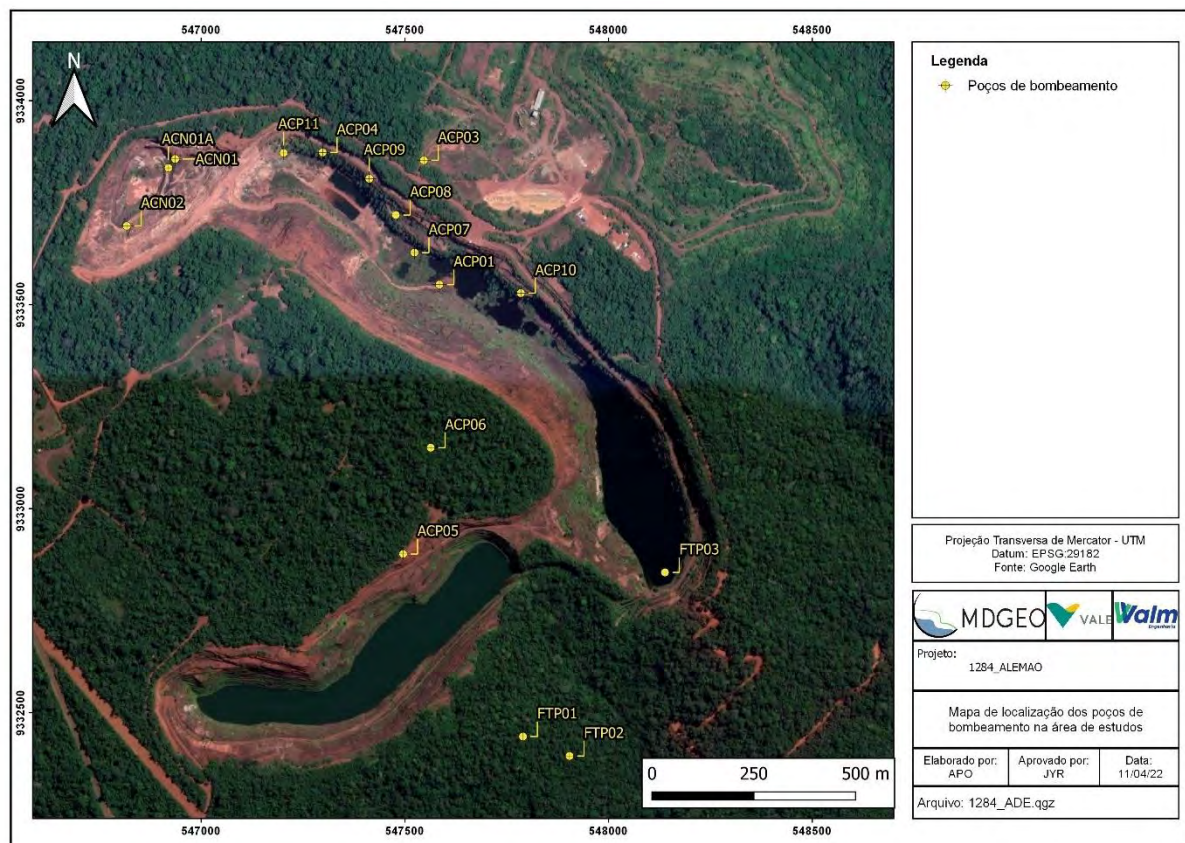 547000
547500
548000
548500
N
9334000
9333500
9333000
9332500
ACN01A
ACN01
ACN02
ACP11
ACP04
ACP09
ACP03
ACP08
ACP07
ACP01
ACP10
ACP06
ACP05
FTP03
FTP01
FTP02
0 250 500 m
547000
547500
548000
548500
Legenda
Poços de bombeamento
Projeção Transversa de Mercator - UTM
Datum: EPSG:29182
Fonte: Google Earth
MDGEO
VALE
Walm
Engenharia
Projeto:
1284_ALEMAO
Mapa de localização dos poços de
bombeamento na área de estudos
Elaborado por:
APO
Aprovado por:
JYR
Data:
11/04/22
Arquivo: 1284_ADE.qgz